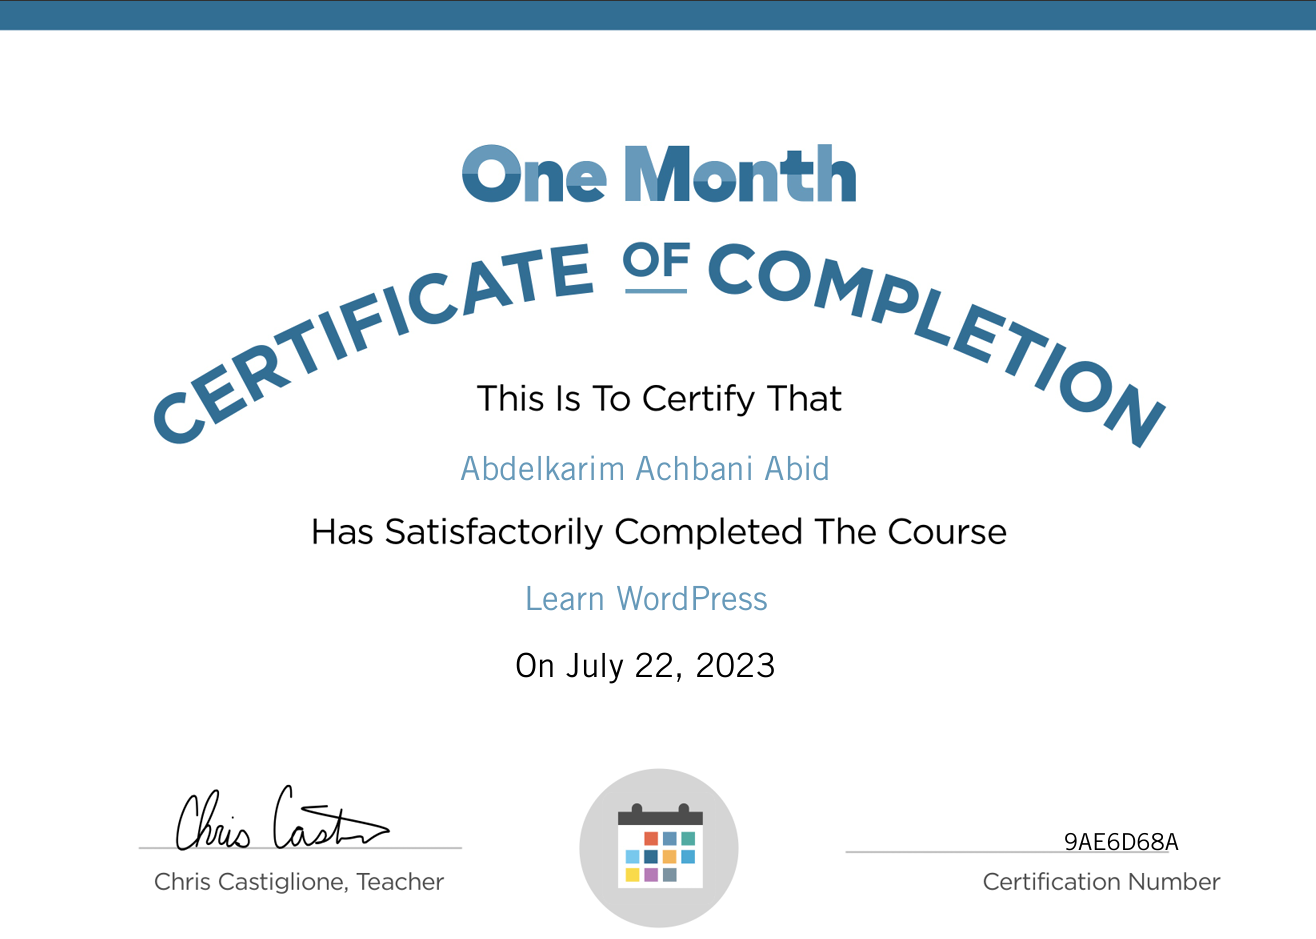 One Month
CERTIFICATE OF COMPLETION
This Is To Certify That
Abdelkarim Achbani Abid
Has Satisfactorily Completed The Course
Learn WordPress
On July 22, 2023
Chris Cast
Chris Castiglione, Teacher
9AE6D68A
Certification Number